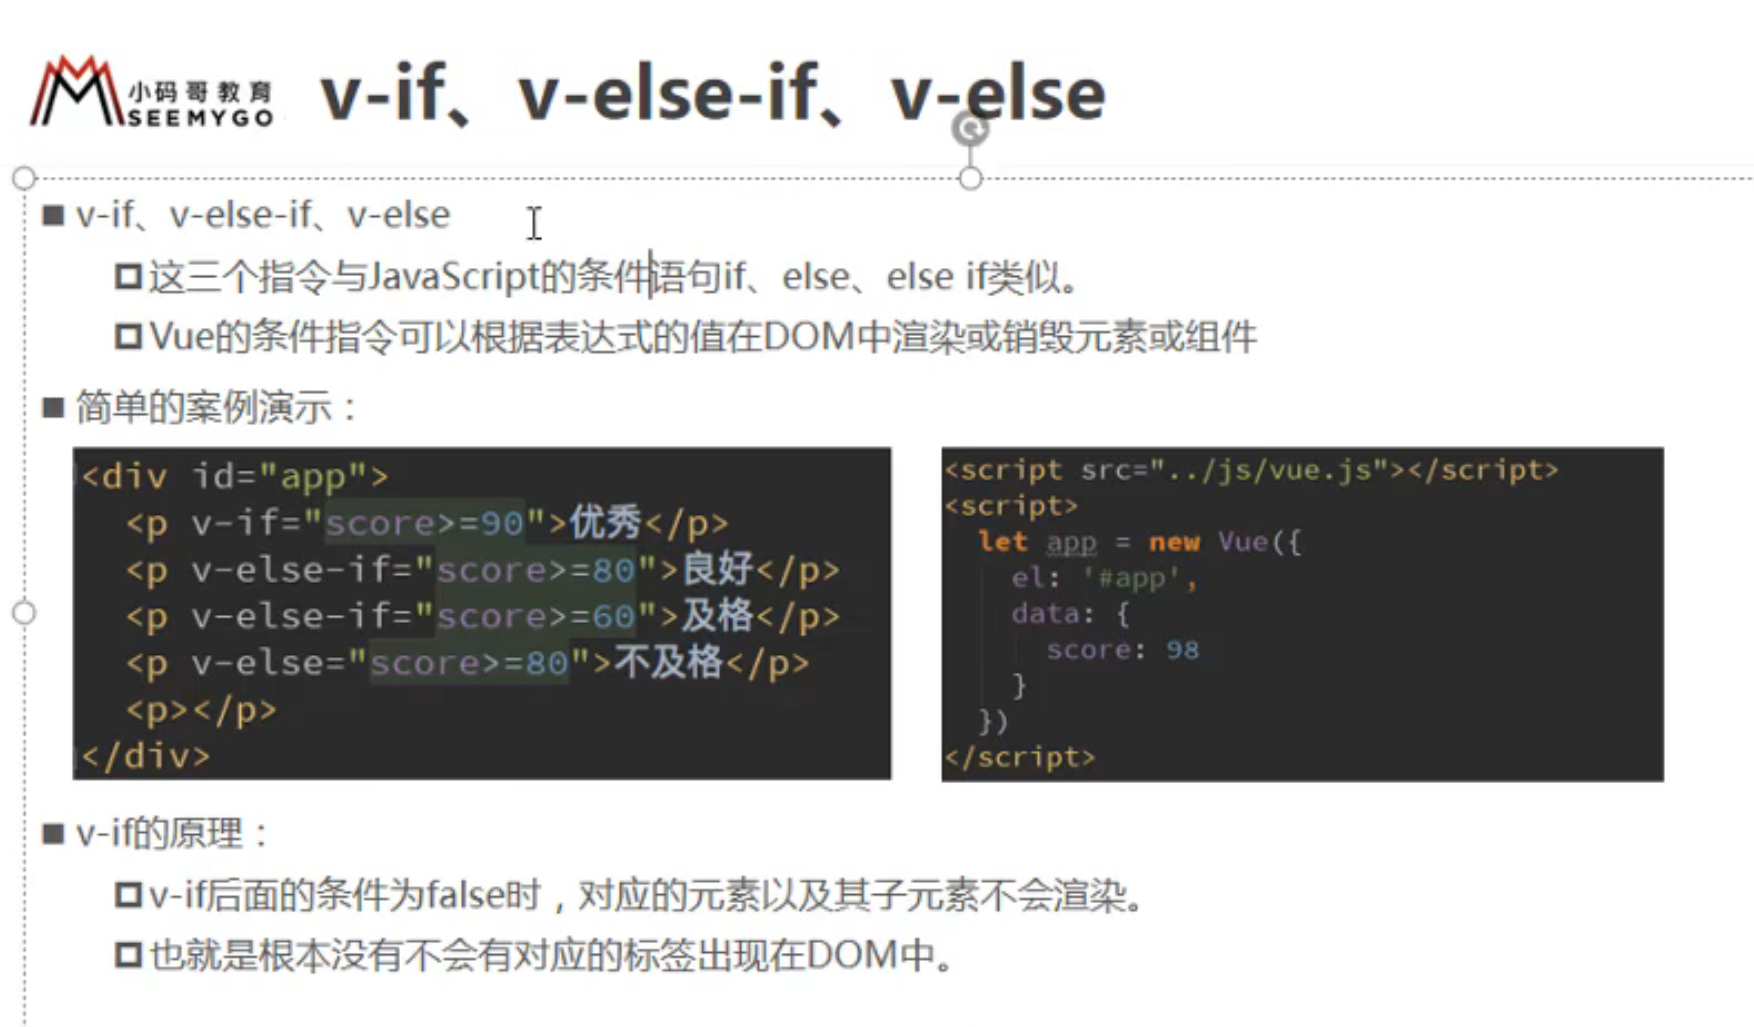 小码哥教育
SEEMYGO
v-if、v-else-if、v-else
v-if、v-else-if、v-else
这三个指令与JavaScript的条件语句if、else、else if类似。
Vue的条件指令可以根据表达式的值在DOM中渲染或销毁元素或组件
简单的案例演示：
<div id="app">
<p v-if="score>=90">优秀</p>
<p v-else-if="score>=80">良好</p>
<p v-else-if="score>=60">及格</p>
<p v-else="score>=80">不及格</p>
<p></p>
</div>
<script src="../js/vue.js"></script>
<script>
let app = new Vue({
el: '#app',
data: {
score: 98
}
})
</script>
v-if的原理：
v-if后面的条件为false时，对应的元素以及其子元素不会渲染。
也就是根本没有不会有对应的标签出现在DOM中。